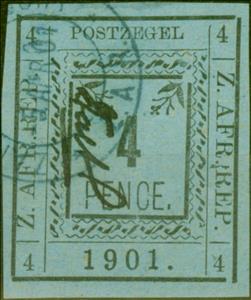 4 POSTZEGEL 4
Z. AFR. REP.
Z. AFR. REP.
4
PENCE.
4 1901. 4